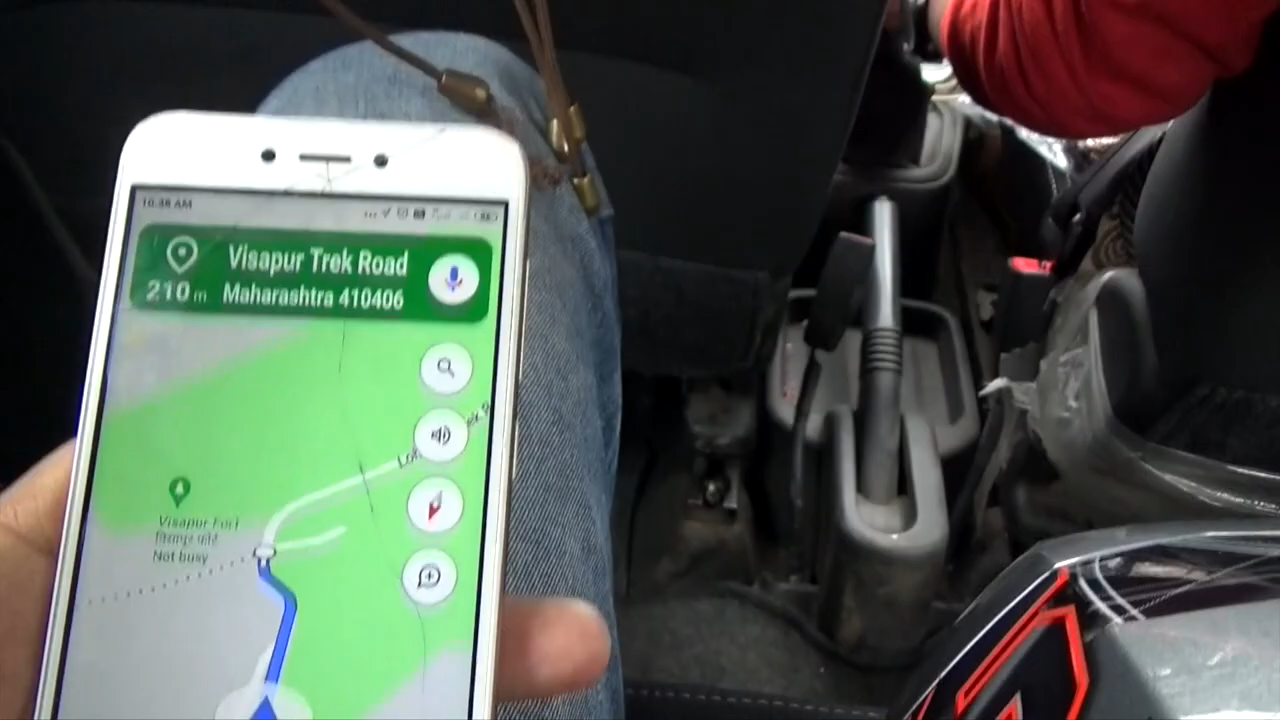 10:38 AM
Visapur Trek Road
210 m
Maharashtra 410406
Visapur Fort
Not busy